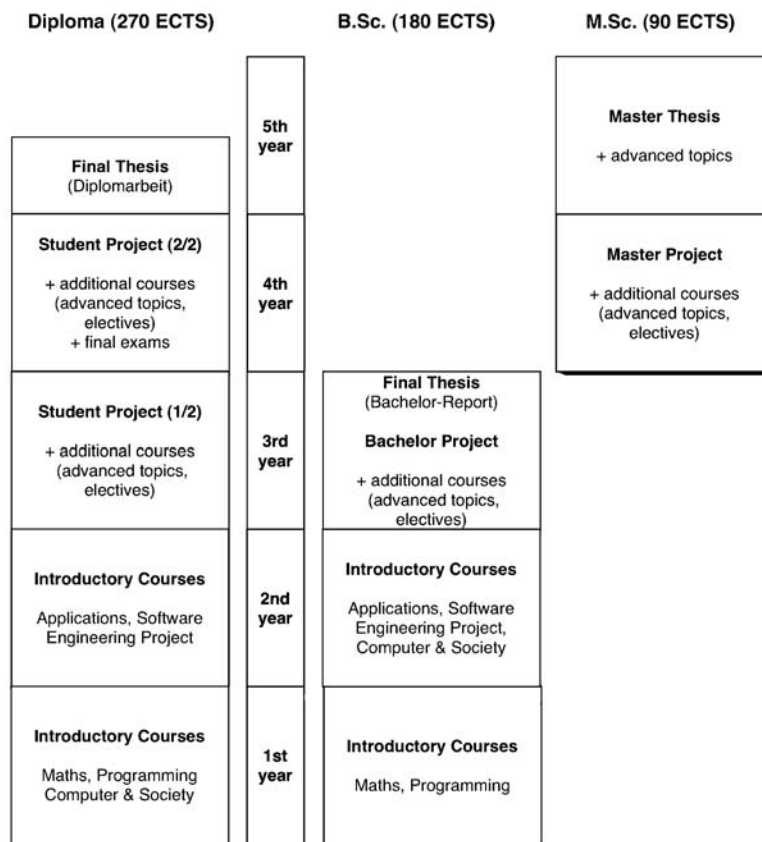 Diploma (270 ECTS)
B.Sc. (180 ECTS)
M.Sc. (90 ECTS)
Final Thesis
(Diplomarbeit)
Student Project (2/2)
+ additional courses
(advanced topics,
electives)
+ final exams
Student Project (1/2)
+ additional courses
(advanced topics,
electives)
Introductory Courses
Applications, Software
Engineering Project
Introductory Courses
Maths, Programming
Computer & Society
5th
year
4th
year
3rd
year
2nd
year
1st
year
Final Thesis
(Bachelor-Report)
Bachelor Project
+ additional courses
(advanced topics,
electives)
Introductory Courses
Applications, Software
Engineering Project,
Computer & Society
Introductory Courses
Maths, Programming
Master Thesis
+ advanced topics
Master Project
+ additional courses
(advanced topics,
electives)